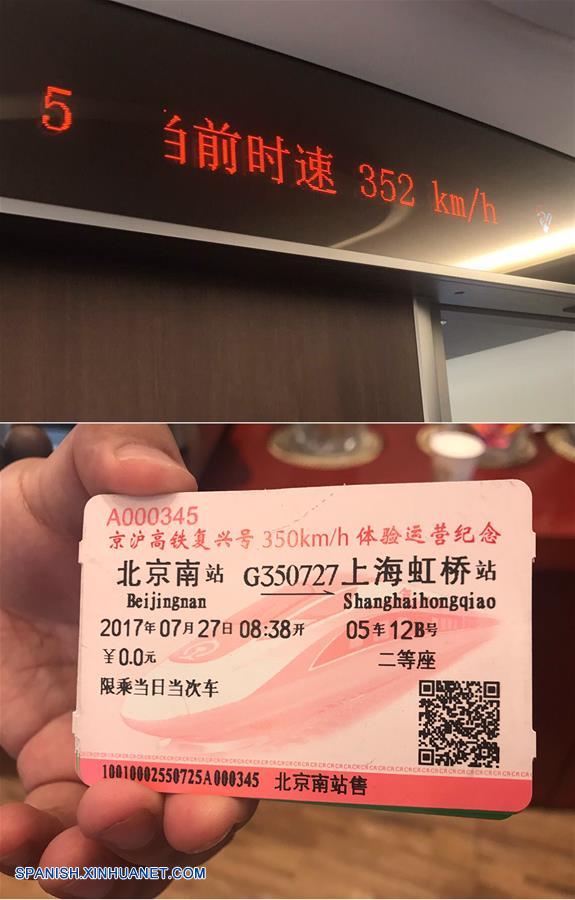 5 当前时速 352 km/h
A000345
京沪高铁复兴号 350km/h 体验运营纪念
北京南站 G350727 上海虹桥站
Beijingnan Shanghaihongqiao
2017年07月27日 08:38开 05车12B号
￥0.0元 二等座
限乘当日当次车
10010002550725A000345 北京南站售
SPANISH.XINHUANET.COM